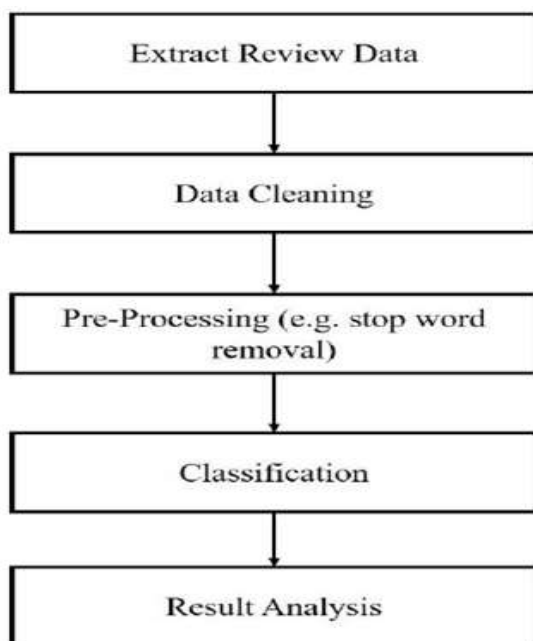 Extract Review Data
Data Cleaning
Pre-Processing (e.g. stop word
removal)
Classification
Result Analysis